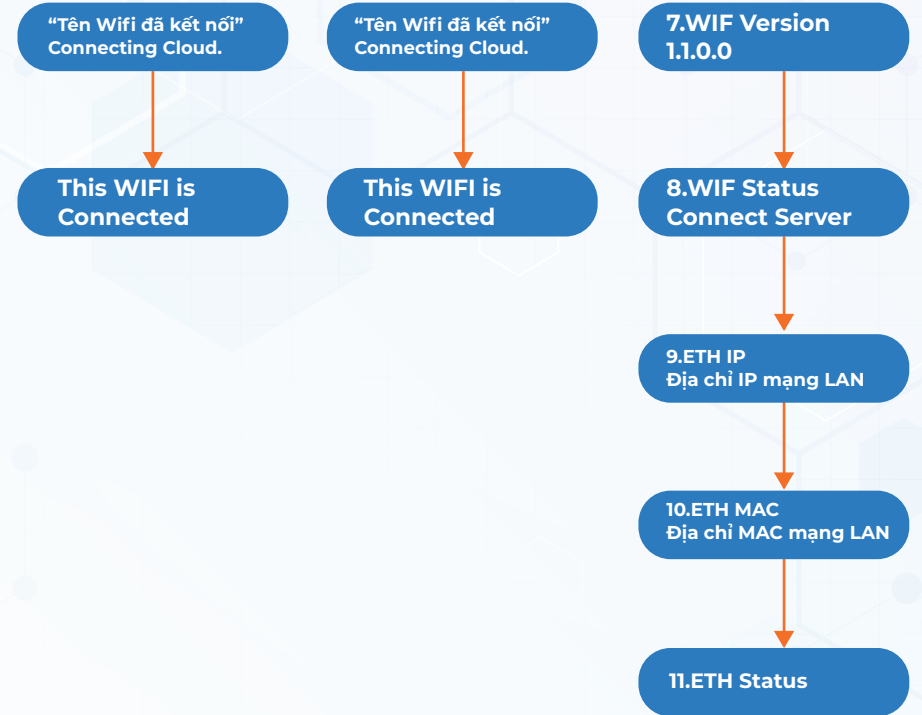 “Tên Wifi đã kết nối”
Connecting Cloud.
“Tên Wifi đã kết nối”
Connecting Cloud.
7.WIF Version
1.1.0.0
This WIFI is
Connected
This WIFI is
Connected
8.WIF Status
Connect Server
9.ETH IP
Địa chỉ IP mạng LAN
10.ETH MAC
Địa chỉ MAC mạng LAN
11.ETH Status